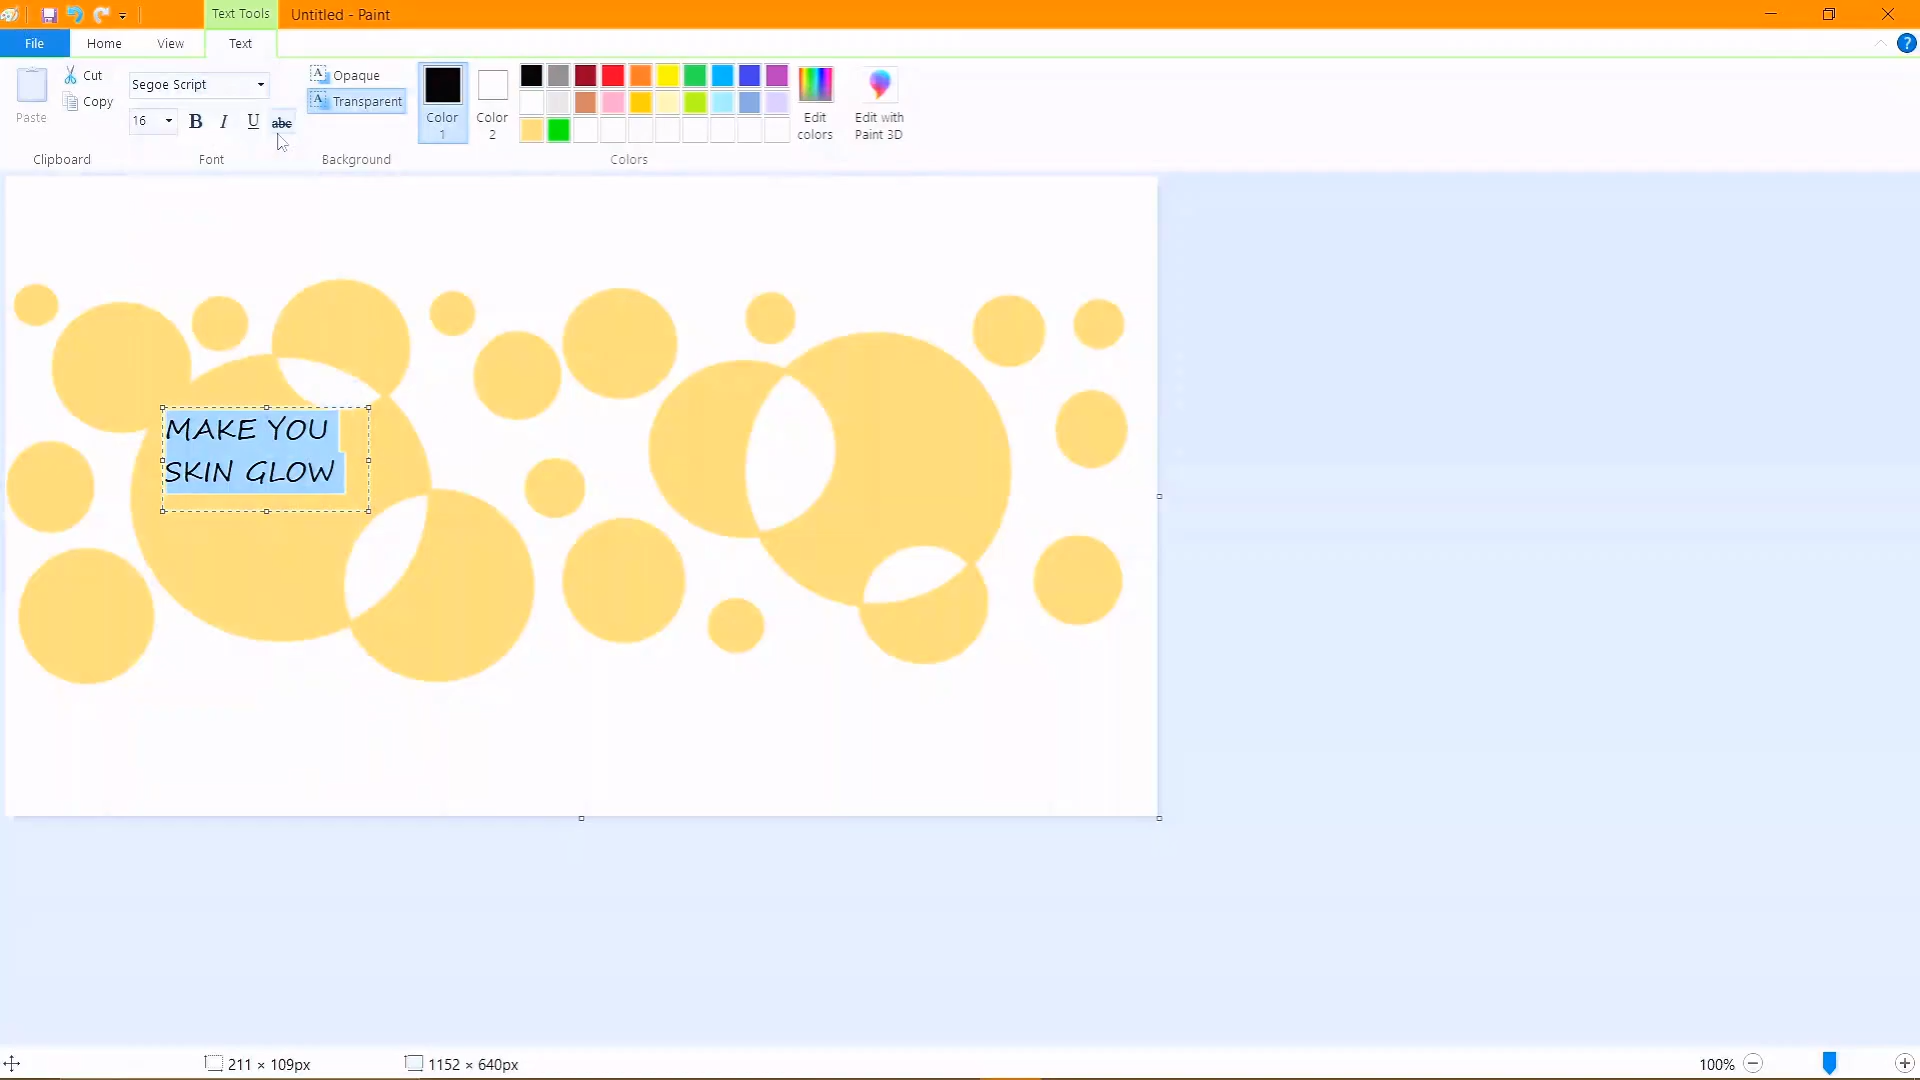 Text Tools
Untitled - Paint
File
Home
View
Text
Paste
Cut
Copy
Clipboard
Segoe Script
16
B
I
U
abc
Font
A Opaque
A Transparent
Background
Color
1
Color
2
Colors
Edit
colors
Edit with
Paint 3D
?
MAKE YOU
SKIN GLOW
211 × 109px
1152 × 640px
100%